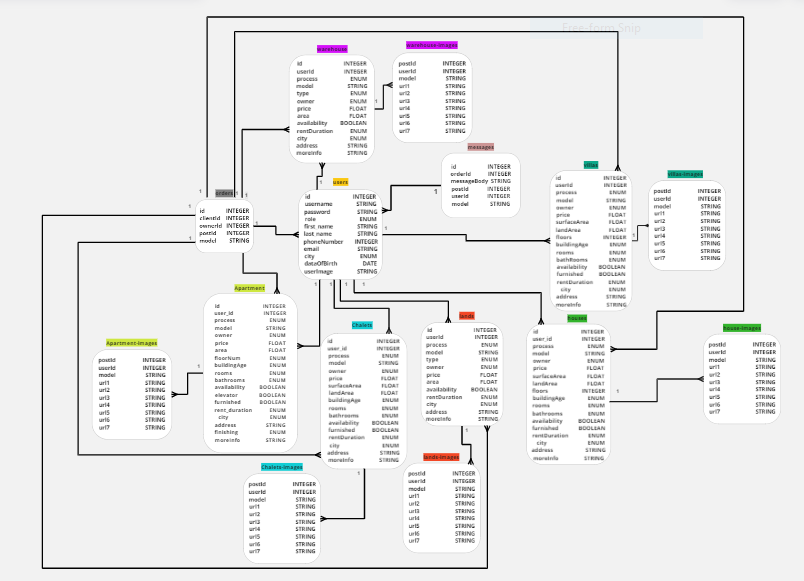 Free-form Snip
warehouse
id INTEGER
userId INTEGER
process ENUM
model STRING
type ENUM
owner ENUM
price FLOAT
area FLOAT
availability BOOLEAN
rentDuration ENUM
city ENUM
address STRING
moreInfo STRING
warehouse-images
postId INTEGER
userId INTEGER
model STRING
url1 STRING
url2 STRING
url3 STRING
url4 STRING
url5 STRING
url6 STRING
url7 STRING
messages
id INTEGER
orderId INTEGER
messageBody STRING
postId INTEGER
userId INTEGER
model STRING
orders
id INTEGER
clientId INTEGER
ownerId INTEGER
postId INTEGER
model STRING
users
id INTEGER
username STRING
password STRING
role ENUM
first name STRING
last name STRING
phoneNumber INTEGER
email STRING
city ENUM
dataOfBirth DATE
userImage STRING
villas
id INTEGER
userId INTEGER
process ENUM
model STRING
owner ENUM
price FLOAT
surfaceArea FLOAT
landArea FLOAT
floors INTEGER
buildingAge ENUM
rooms ENUM
bathRooms ENUM
availability BOOLEAN
furnished BOOLEAN
rentDuration ENUM
city ENUM
address STRING
moreInfo STRING
villas-images
postId INTEGER
userId INTEGER
model STRING
url1 STRING
url2 STRING
url3 STRING
url4 STRING
url5 STRING
url6 STRING
url7 STRING
Apartment
id INTEGER
user_id INTEGER
process ENUM
model STRING
owner ENUM
price FLOAT
area FLOAT
floorNum ENUM
buildingAge ENUM
rooms ENUM
bathrooms ENUM
availability BOOLEAN
elevator BOOLEAN
furnished BOOLEAN
rent_duration ENUM
city ENUM
address STRING
finishing ENUM
moreInfo STRING
Apartment-images
postId INTEGER
userId INTEGER
model STRING
url1 STRING
url2 STRING
url3 STRING
url4 STRING
url5 STRING
url6 STRING
url7 STRING
Chalets
id INTEGER
user_id INTEGER
process ENUM
model STRING
owner ENUM
price FLOAT
surfaceArea FLOAT
landArea FLOAT
buildingAge ENUM
rooms ENUM
bathrooms ENUM
availability BOOLEAN
furnished BOOLEAN
rentDuration ENUM
city ENUM
address STRING
moreInfo STRING
Chalets-images
postId INTEGER
userId INTEGER
model STRING
url1 STRING
url2 STRING
url3 STRING
url4 STRING
url5 STRING
url6 STRING
url7 STRING
lands
id INTEGER
userId INTEGER
process ENUM
model STRING
type ENUM
owner ENUM
price FLOAT
area FLOAT
availability BOOLEAN
rentDuration ENUM
city ENUM
address STRING
moreInfo STRING
lands-images
postId INTEGER
userId INTEGER
model STRING
url1 STRING
url2 STRING
url3 STRING
url4 STRING
url5 STRING
url6 STRING
url7 STRING
houses
id INTEGER
user_id INTEGER
process ENUM
model STRING
owner ENUM
price FLOAT
surfaceArea FLOAT
landArea FLOAT
floors INTEGER
buildingAge ENUM
rooms ENUM
bathrooms ENUM
availability BOOLEAN
furnished BOOLEAN
rentDuration ENUM
city ENUM
address STRING
moreInfo STRING
house-images
postId INTEGER
userId INTEGER
model STRING
url1 STRING
url2 STRING
url3 STRING
url4 STRING
url5 STRING
url6 STRING
url7 STRING